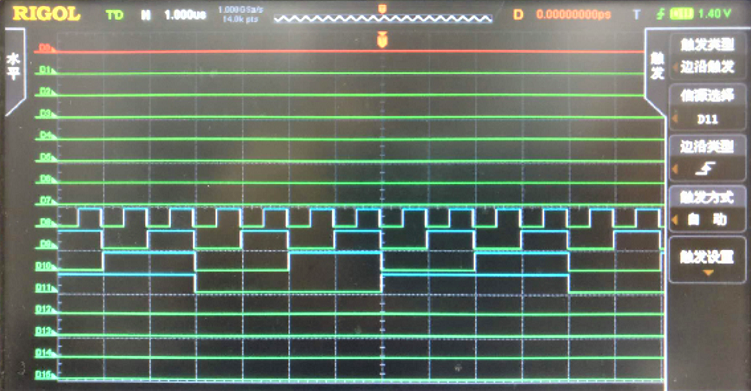 RIGOL T'D H 1.000us 1.00GSa/s 14.0k pts D 0.00000000ps T 1.40 V
水平
触发
触发类型
边沿触发
信源选择
D11
边沿类型
触发方式
自 动
触发设置
D0
D1
D2
D3
D4
D5
D6
D7
D8
D9
D10
D11
D12
D13
D14
D15